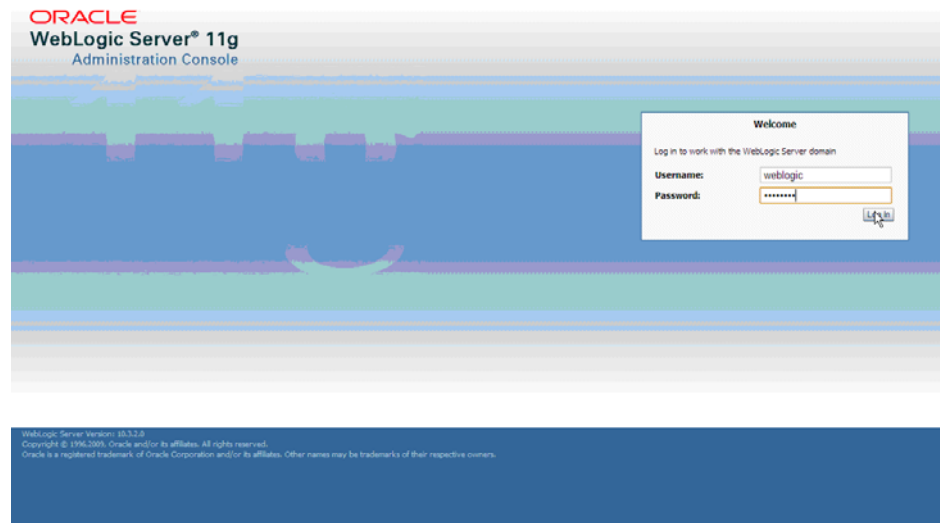 ORACLE
WebLogic Server® 11g
Administration Console
Welcome
Log in to work with the WebLogic Server domain
Username: weblogic
Password: ••••••••
Log In
WebLogic Server Version: 10.3.2.0
Copyright © 1996,2009, Oracle and/or its affiliates. All rights reserved.
Oracle is a registered trademark of Oracle Corporation and/or its affiliates. Other names may be trademarks of their respective owners.